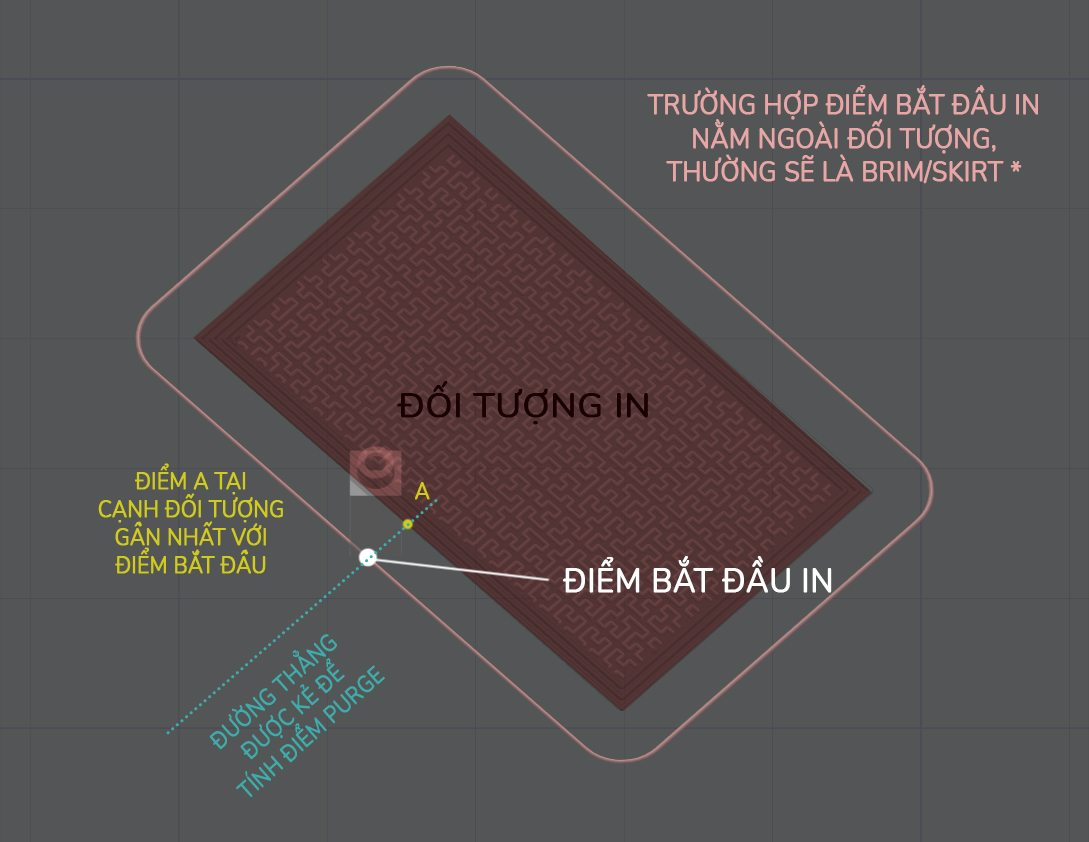 TRƯỜNG HỢP ĐIỂM BẮT ĐẦU IN
NẰM NGOÀI ĐỐI TƯỢNG,
THƯỜNG SẼ LÀ BRIM/SKIRT *
ĐỐI TƯỢNG IN
ĐIỂM A TẠI
CẠNH ĐỐI TƯỢNG
GẦN NHẤT VỚI
ĐIỂM BẮT ĐẦU
A
ĐIỂM BẮT ĐẦU IN
ĐƯỜNG THẲNG
ĐƯỢC KẺ ĐỂ
TÍNH ĐIỂM PURGE